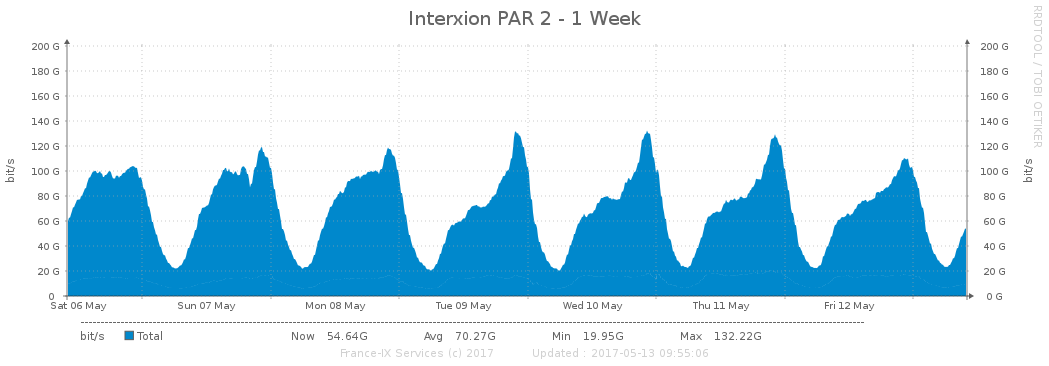 Interxion PAR 2 - 1 Week
RRDTOOL / TOBI OETIKER
bit/s
200 G 200 G
180 G 180 G
160 G 160 G
140 G 140 G
120 G 120 G
100 G 100 G
80 G 80 G
60 G 60 G
40 G 40 G
20 G 20 G
0 0 G
bit/s
Sat 06 May Sun 07 May Mon 08 May Tue 09 May Wed 10 May Thu 11 May Fri 12 May
bit/s Total Now 54.64G Avg 70.27G Min 19.95G Max 132.22G
France-IX Services (c) 2017 Updated : 2017-05-13 09:55:06